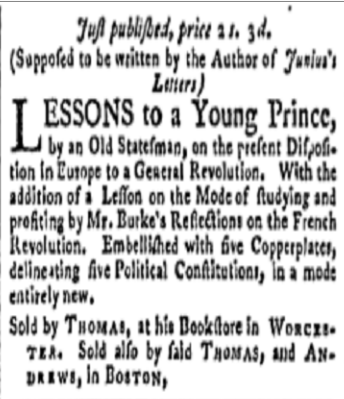 Juſt publiſhed, price 2s. 3d.
(Suppoſed to be written by the Author of Junius's
Letters)
LESSONS to a Young Prince,
by an Old Stateſman, on the preſent Diſpoſi-
tion in Europe to a General Revolution. With the
addition of a Leſſon on the Mode of ſtudying and
profiting by Mr. Burke's Reflections on the French
Revolution. Embelliſhed with five Copperplates,
delineating five Political Conſtitutions, in a mode
entirely new.
Sold by THOMAS, at his Bookſtore in WORCES-
TER. Sold alſo by ſaid THOMAS, and AN-
DREWS, in BOSTON,